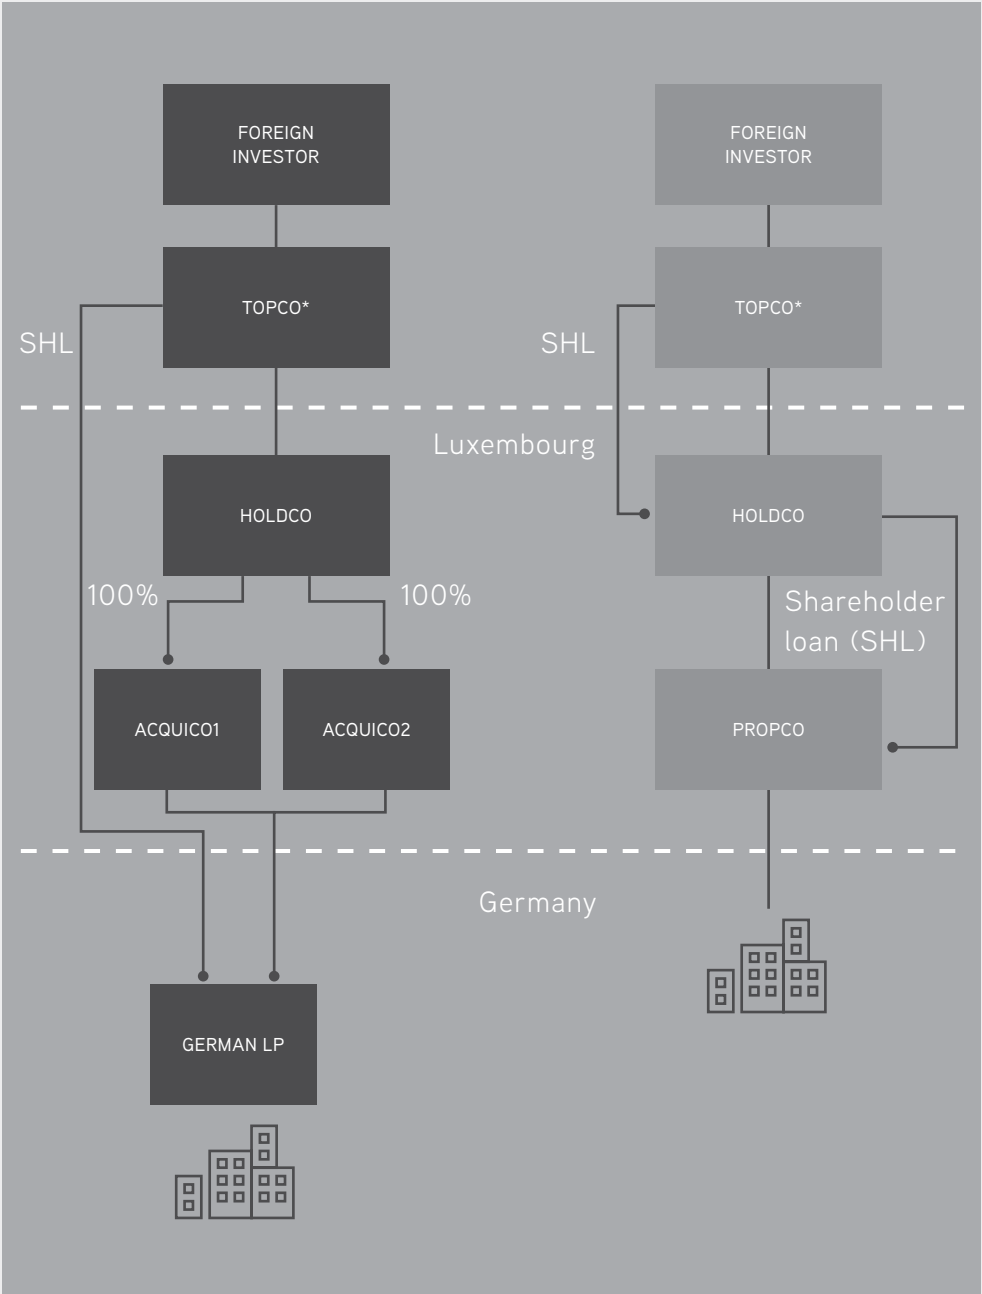 FOREIGN
INVESTOR
TOPCO*
SHL
HOLDCO
100%
100%
ACQUICO1
ACQUICO2
GERMAN LP
Luxembourg
Germany
FOREIGN
INVESTOR
TOPCO*
SHL
HOLDCO
Shareholder
loan (SHL)
PROPCO